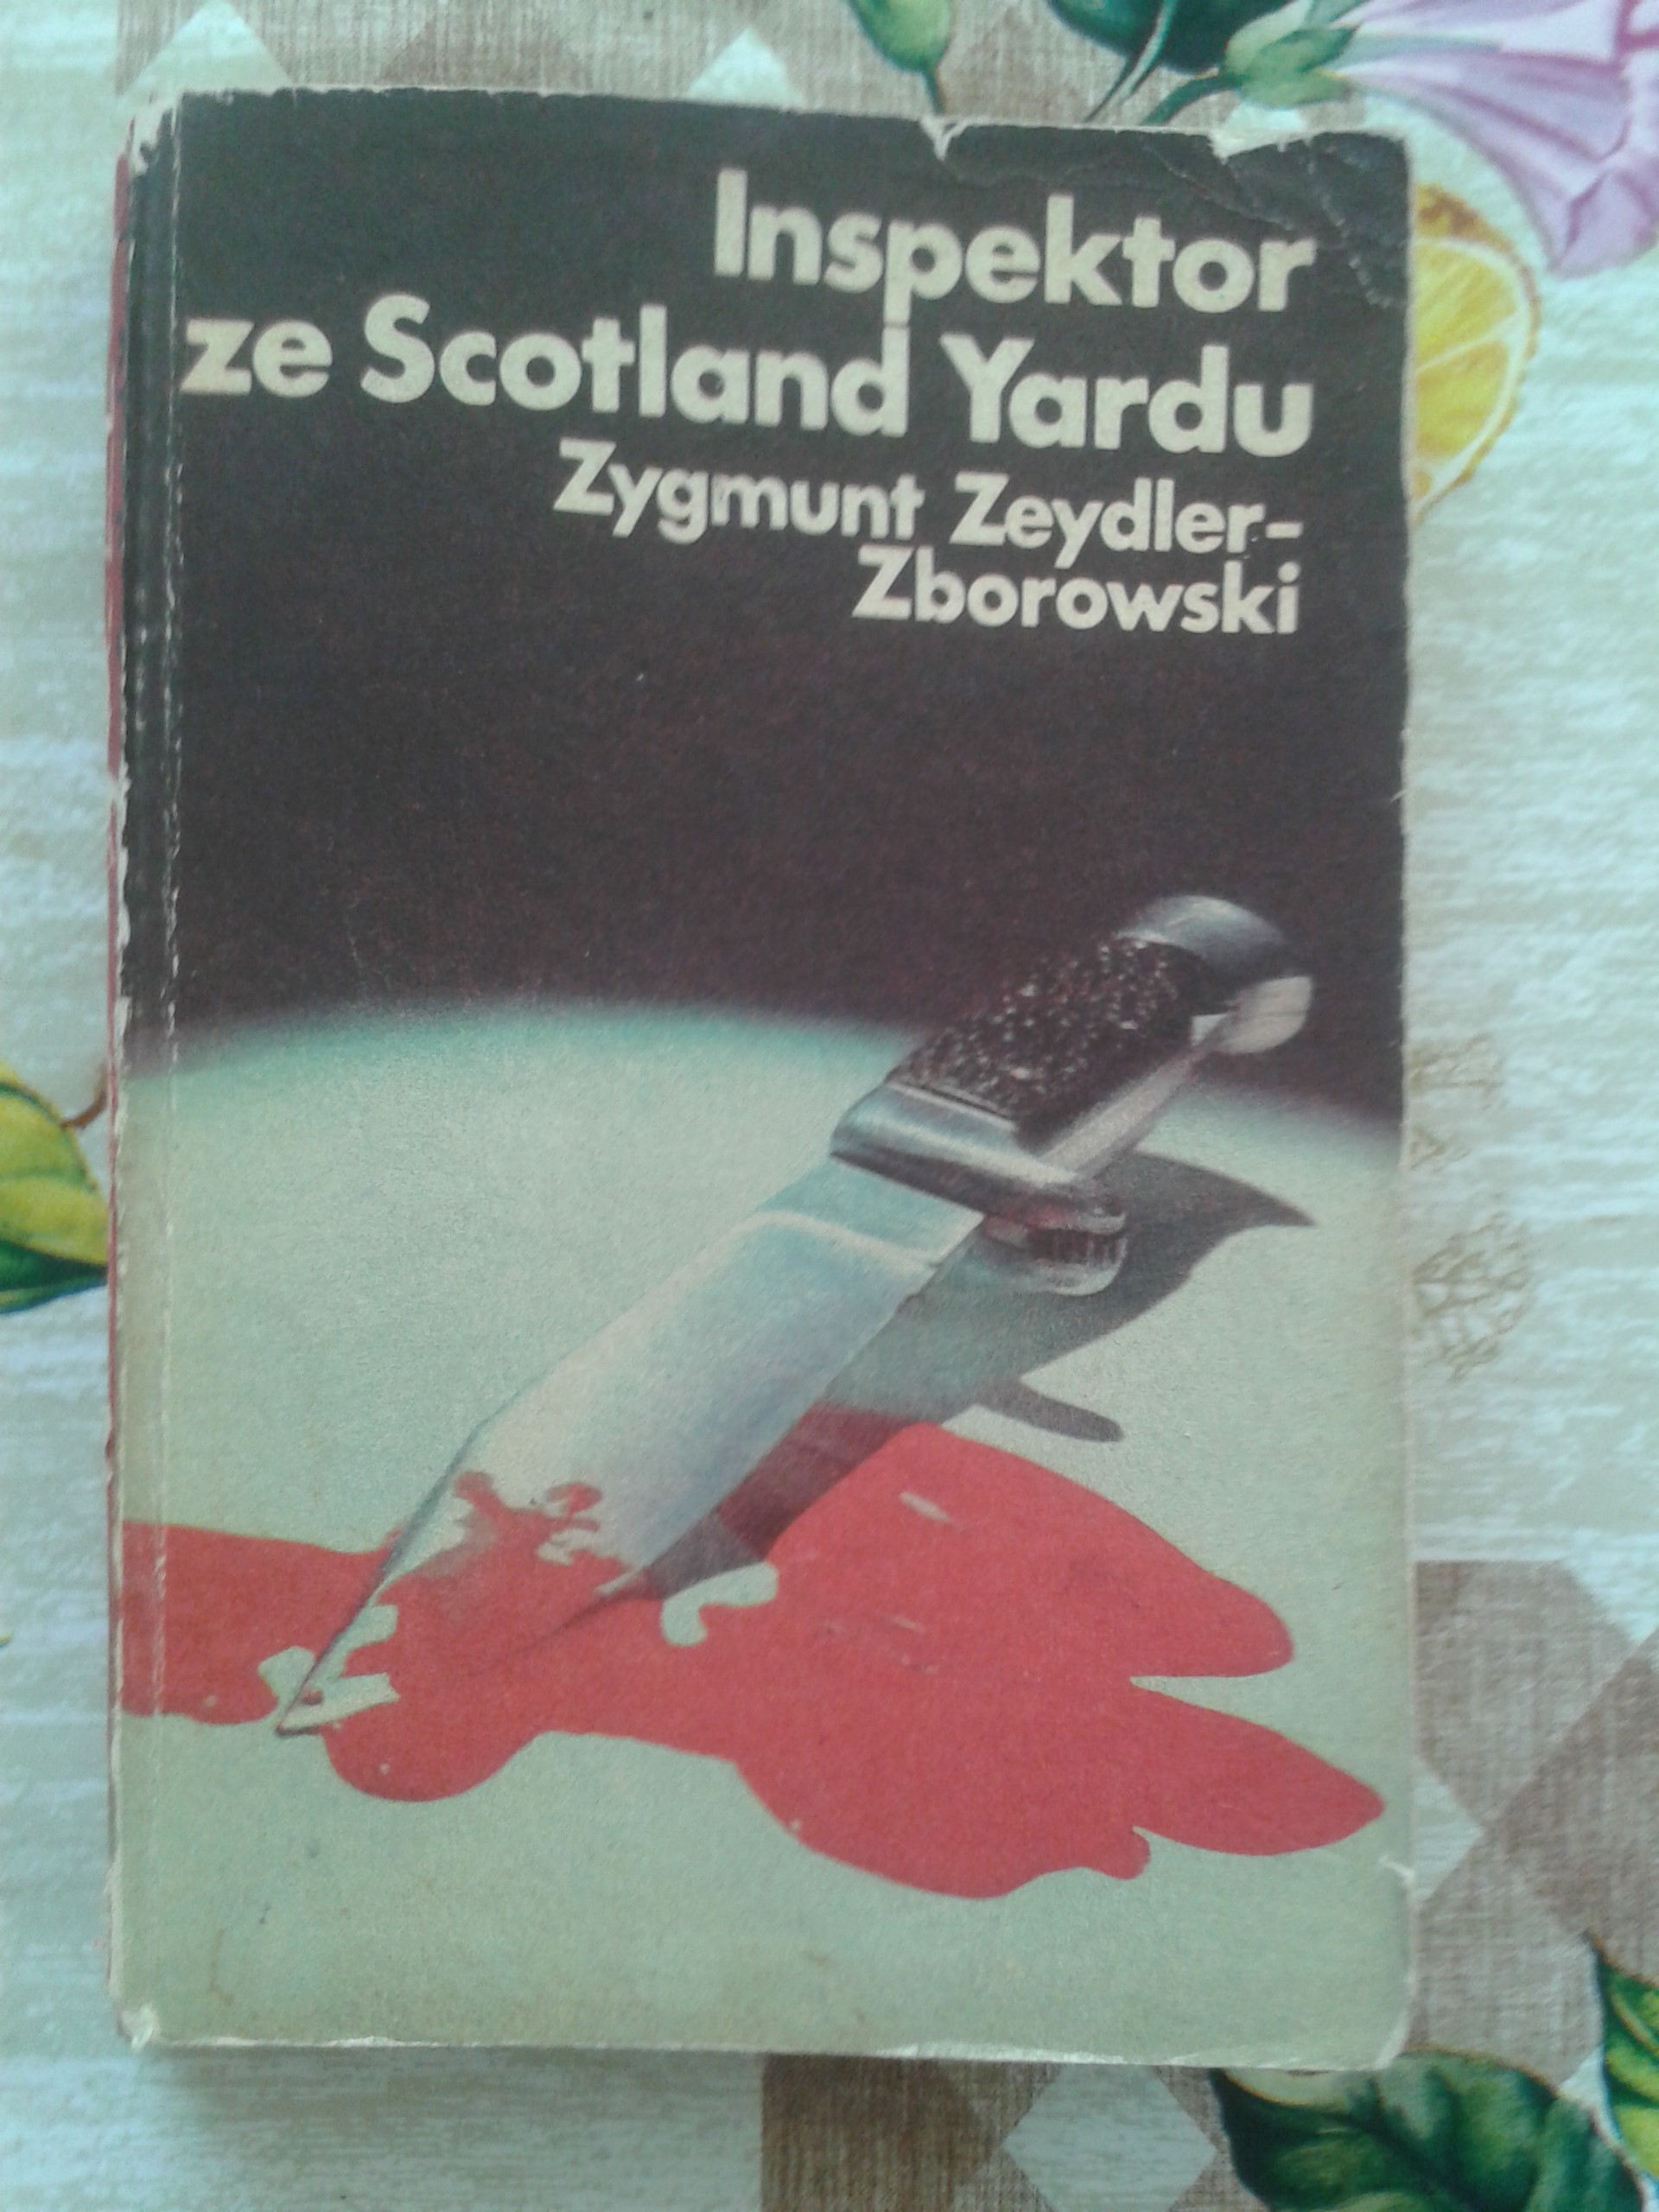 Inspektor
ze Scotland Yardu
Zygmunt Zeydler-
Zborowski